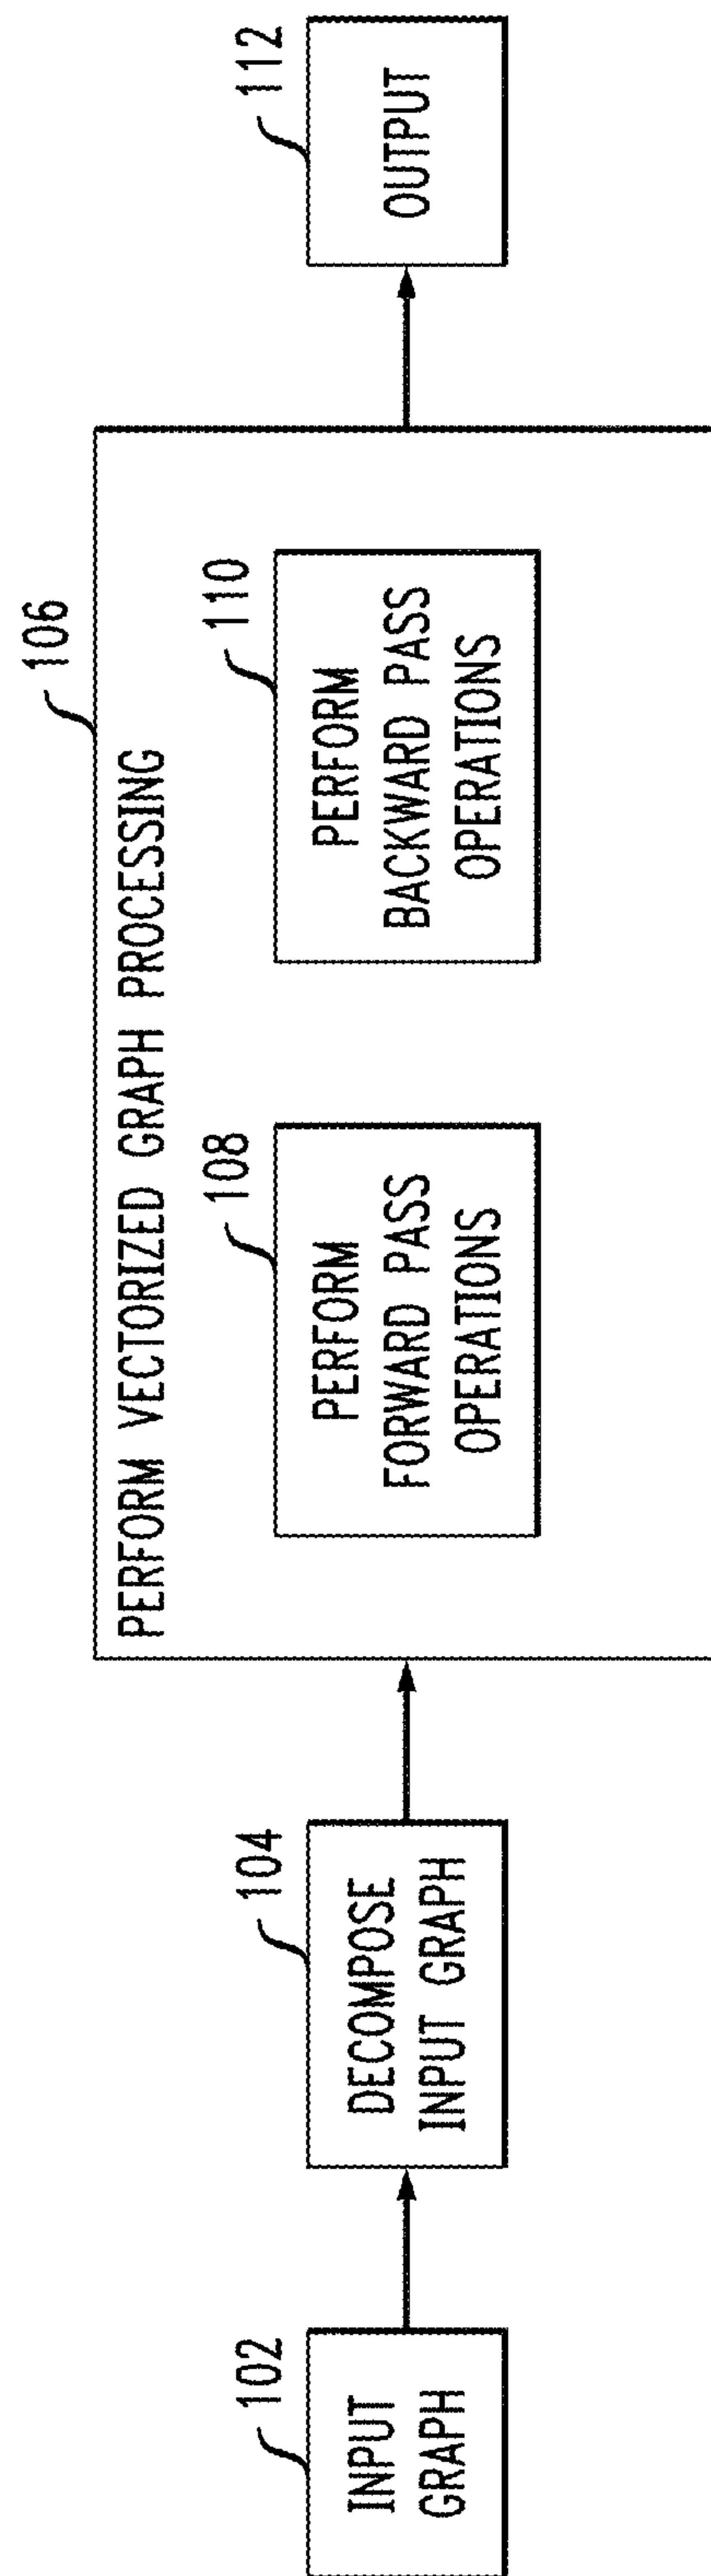 102
INPUT
GRAPH
104
DECOMPOSE
INPUT GRAPH
106
PERFORM VECTORIZED GRAPH PROCESSING
108
PERFORM
FORWARD PASS
OPERATIONS
110
PERFORM
BACKWARD PASS
OPERATIONS
112
OUTPUT